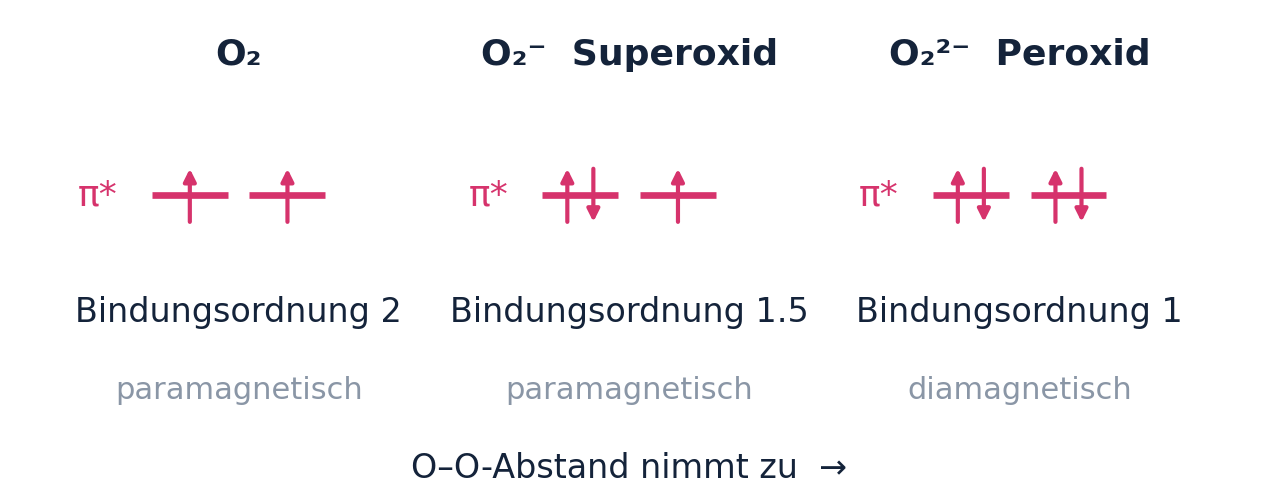 O₂ O₂⁻ Superoxid O₂²⁻ Peroxid
π* π* π*
Bindungsordnung 2 Bindungsordnung 1.5 Bindungsordnung 1
paramagnetisch paramagnetisch diamagnetisch
O–O-Abstand nimmt zu →